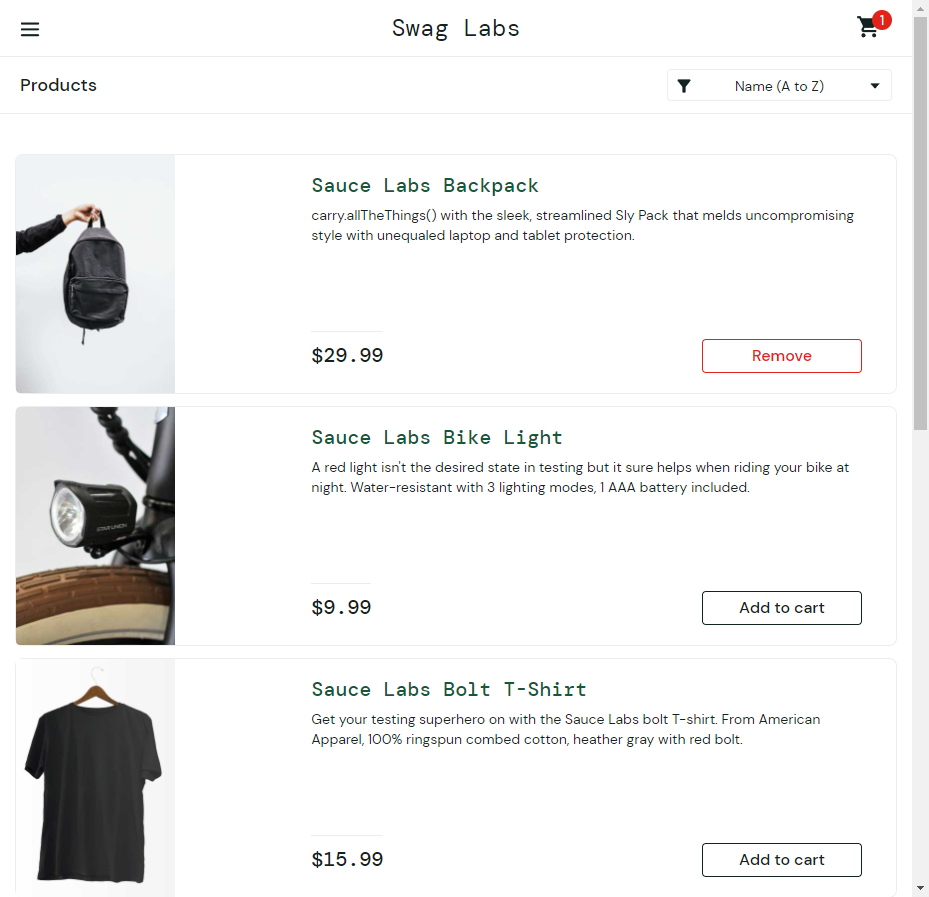 Swag Labs
1
Products
Name (A to Z)
Sauce Labs Backpack
carry.allTheThings() with the sleek, streamlined Sly Pack that melds uncompromising
style with unequaled laptop and tablet protection.
$29.99
Remove
Sauce Labs Bike Light
A red light isn't the desired state in testing but it sure helps when riding your bike at
night. Water-resistant with 3 lighting modes, 1 AAA battery included.
$9.99
Add to cart
Sauce Labs Bolt T-Shirt
Get your testing superhero on with the Sauce Labs bolt T-shirt. From American
Apparel, 100% ringspun combed cotton, heather gray with red bolt.
$15.99
Add to cart